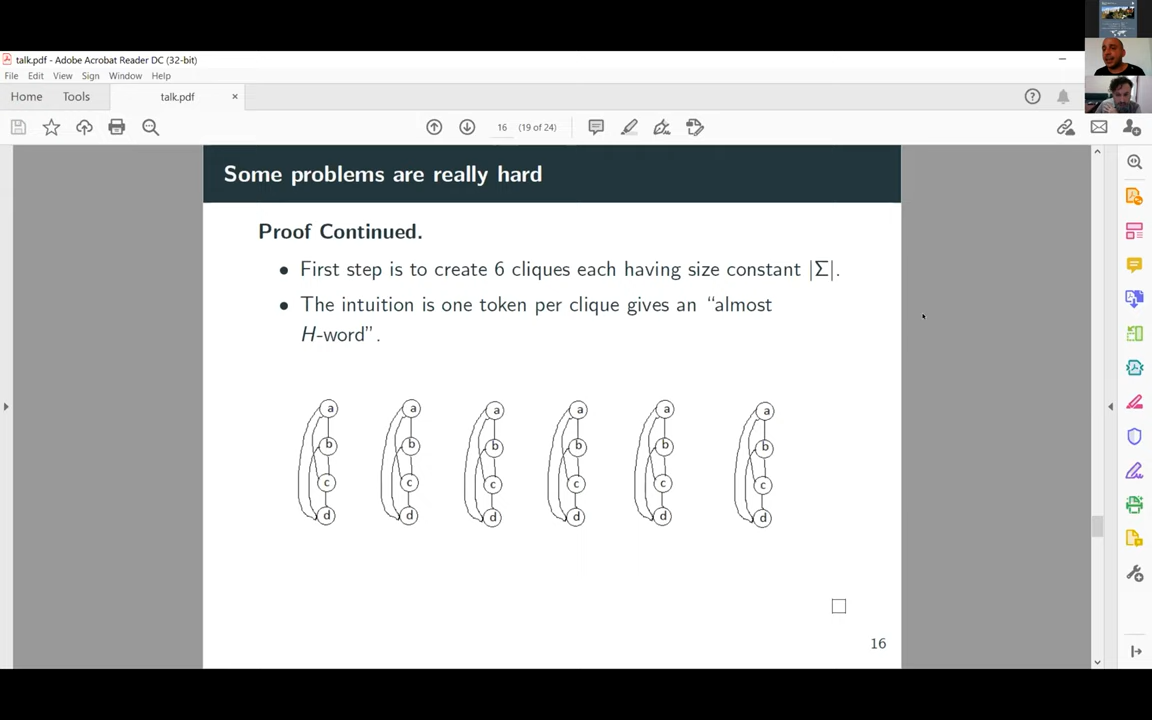 talk.pdf - Adobe Acrobat Reader DC (32-bit)
File Edit View Sign Window Help
Home Tools talk.pdf ×
16 (19 of 24)
Some problems are really hard
Proof Continued.
• First step is to create 6 cliques each having size constant |Σ|.
• The intuition is one token per clique gives an “almost
H-word”.
a a a a a a
b b b b b b
c c c c c c
d d d d d d
16